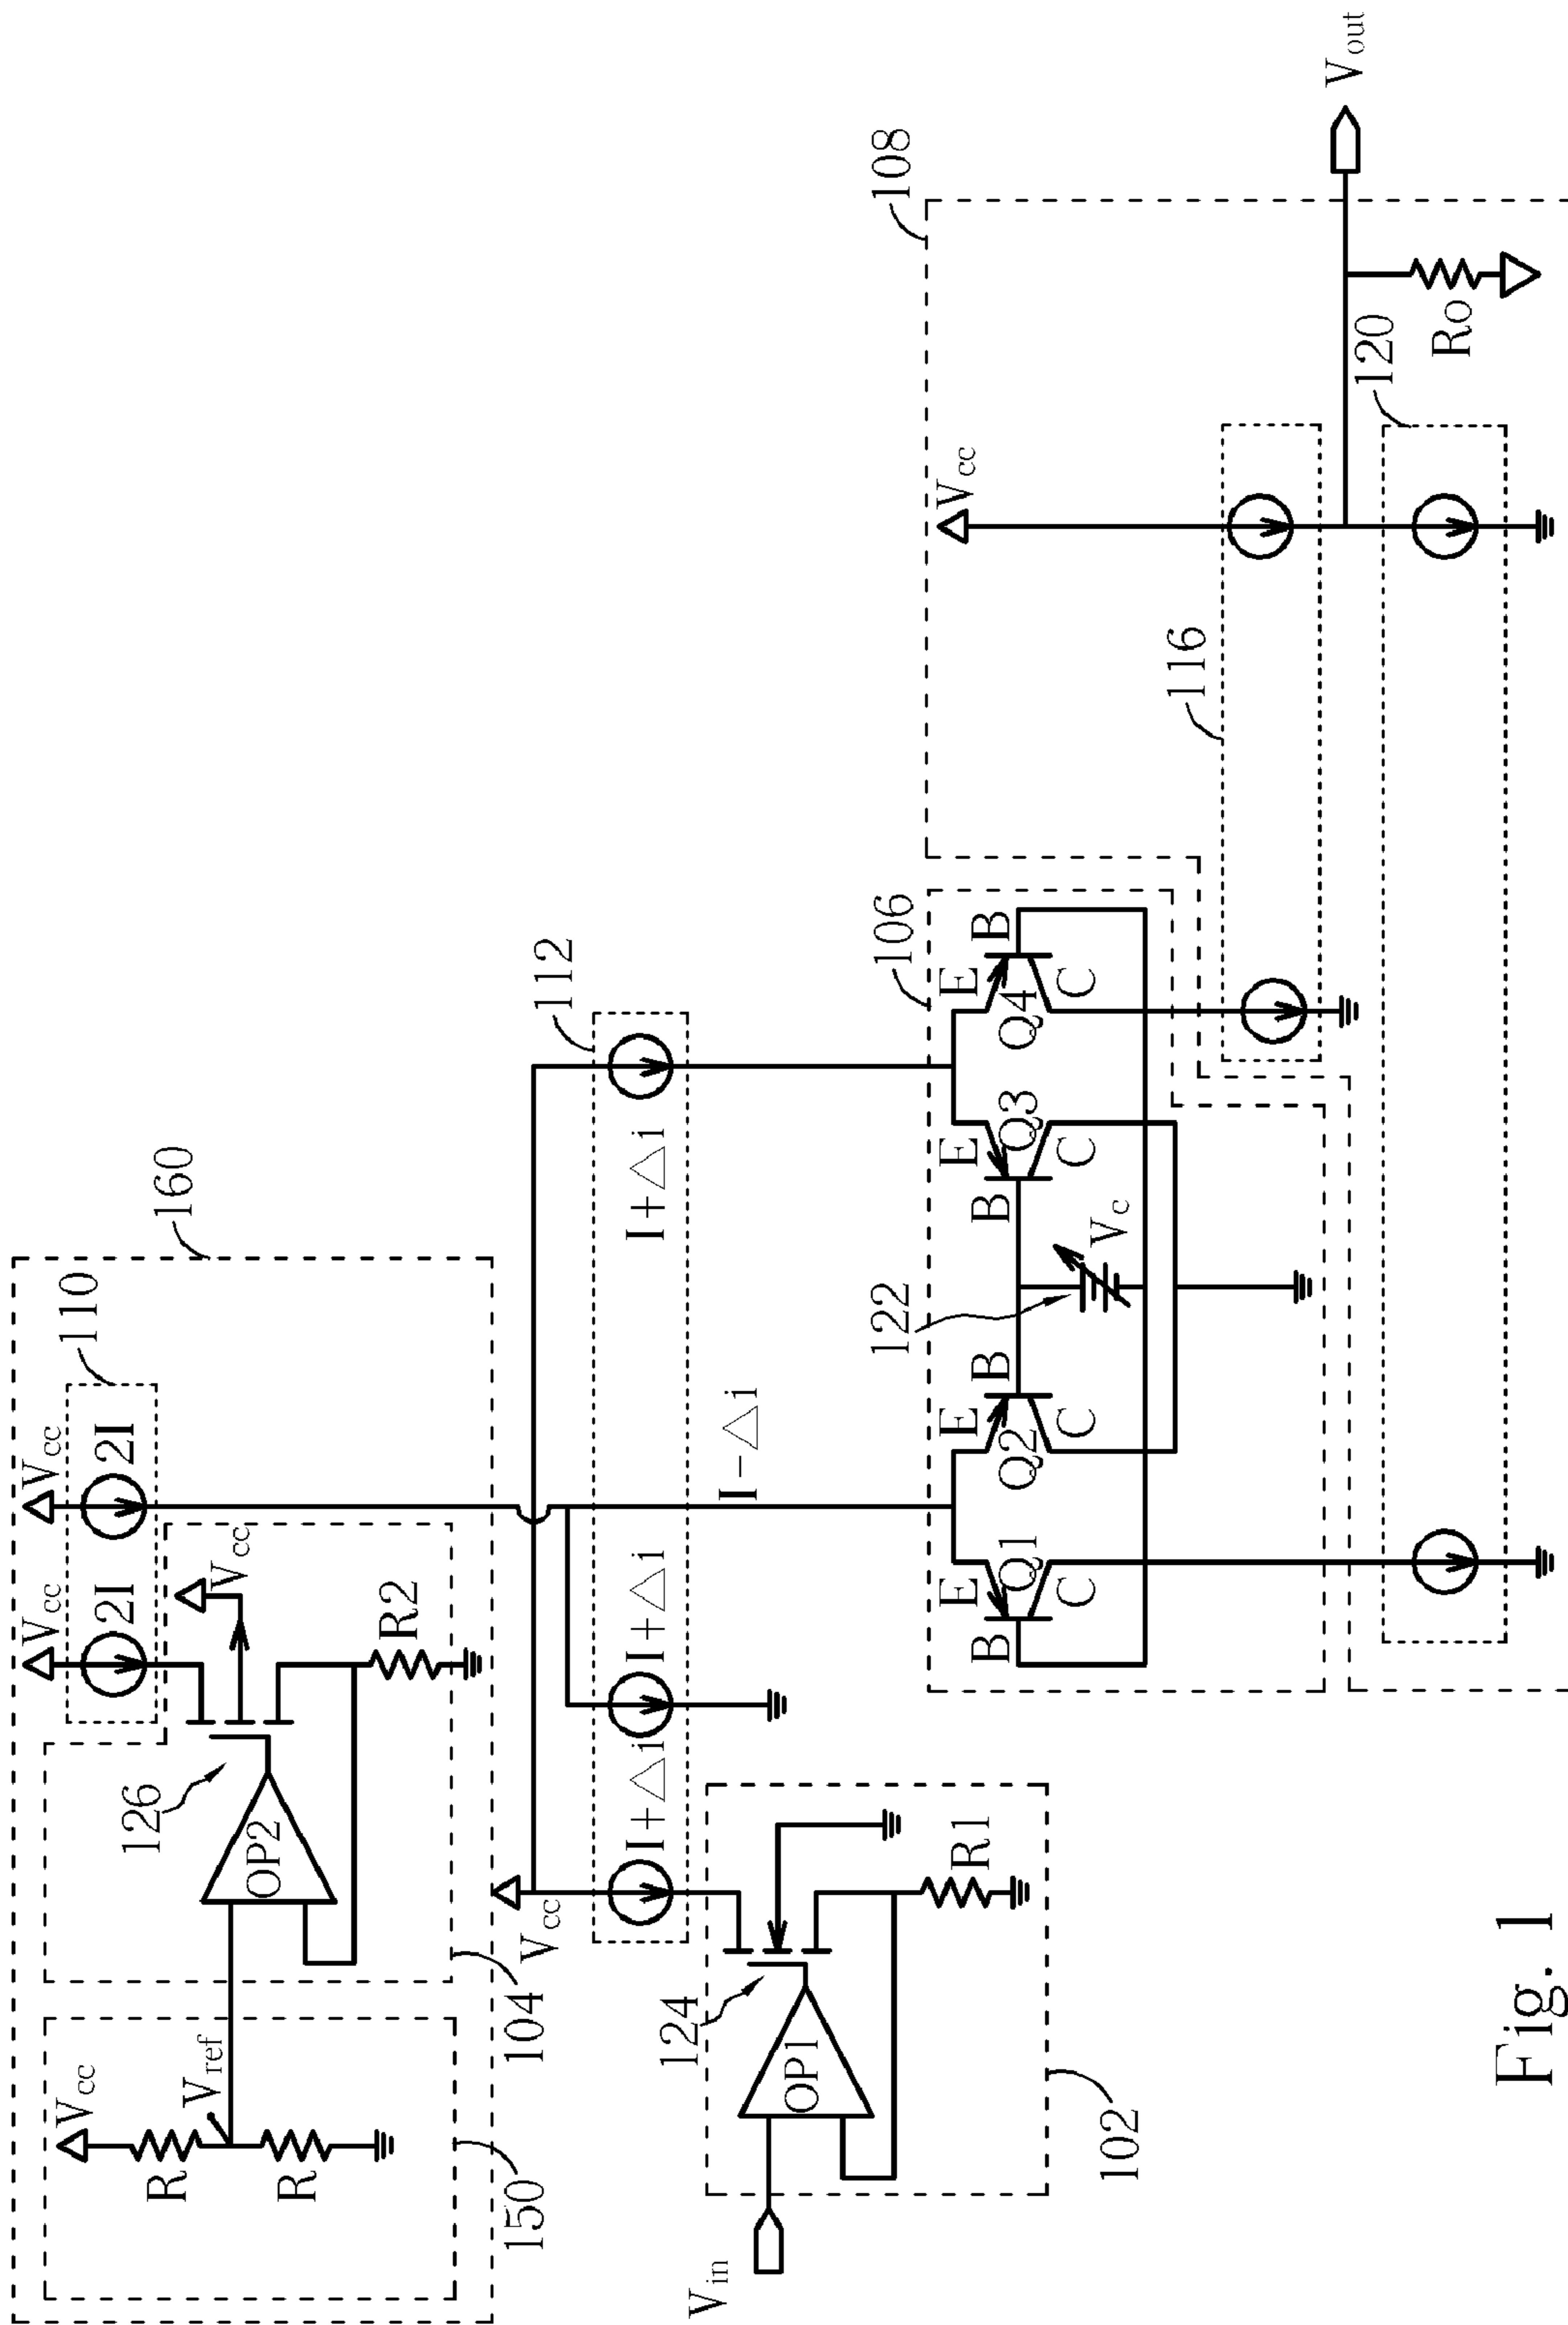 160
110
Vcc
Vcc
2I
2I
Vcc
Vcc
Vref
R
R
OP2
126
R2
150
104
Vcc
112
I+△i
I+△i
I−△i
I+△i
Vin
OP1
124
R1
102
106
108
E
E
E
E
B
B
B
B
Q1
Q2
Q3
Q4
C
C
C
C
122
Vc
Vcc
116
120
Ro
Vout
Fig. 1